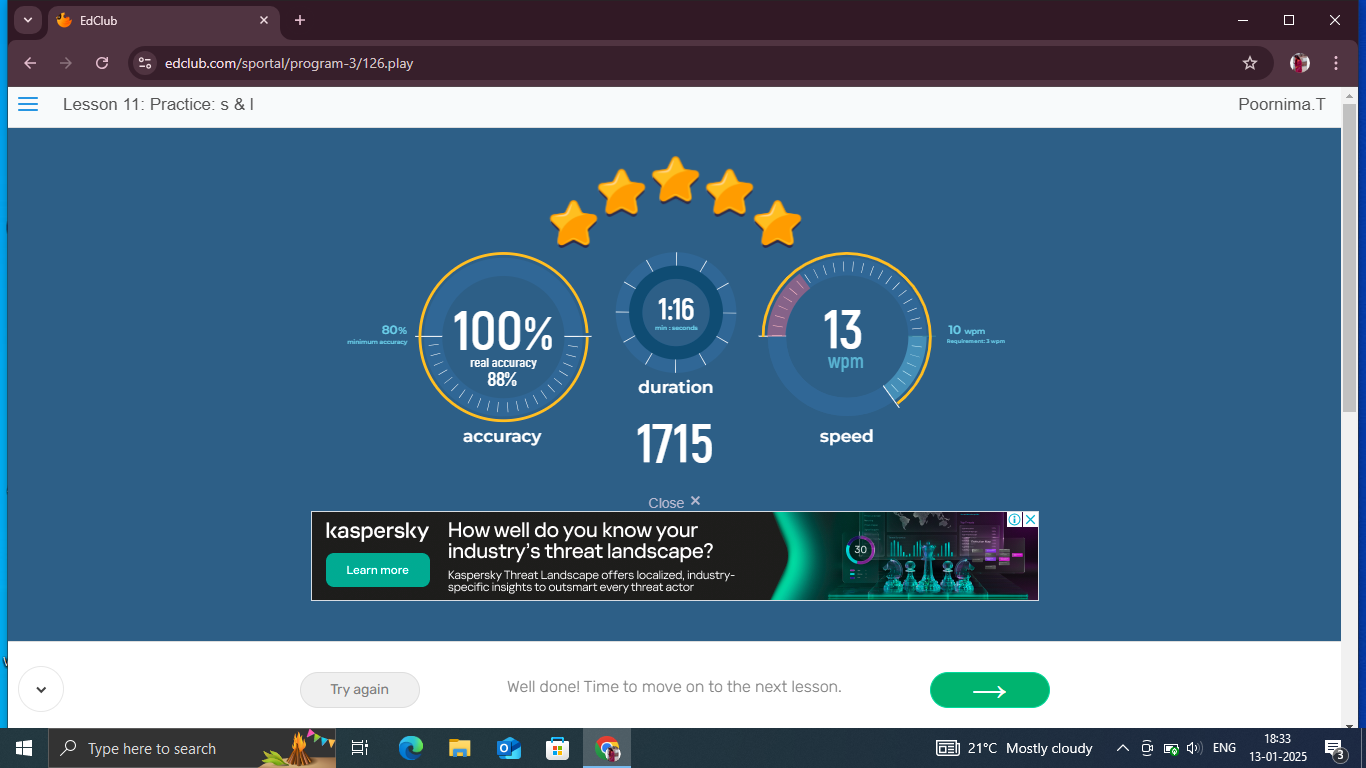 EdClub
edclub.com/sportal/program-3/126.play
Lesson 11: Practice: s & l
Poornima.T
80%
minimum accuracy
100%
real accuracy
88%
accuracy
1:16
min : seconds
duration
1715
13
wpm
speed
10 wpm
Requirement: 3 wpm
Close ×
kaspersky
Learn more
How well do you know your
industry's threat landscape?
Kaspersky Threat Landscape offers localized, industry-
specific insights to outsmart every threat actor
30
Try again
Well done! Time to move on to the next lesson.
Type here to search
21°C Mostly cloudy
ENG
18:33
13-01-2025
3